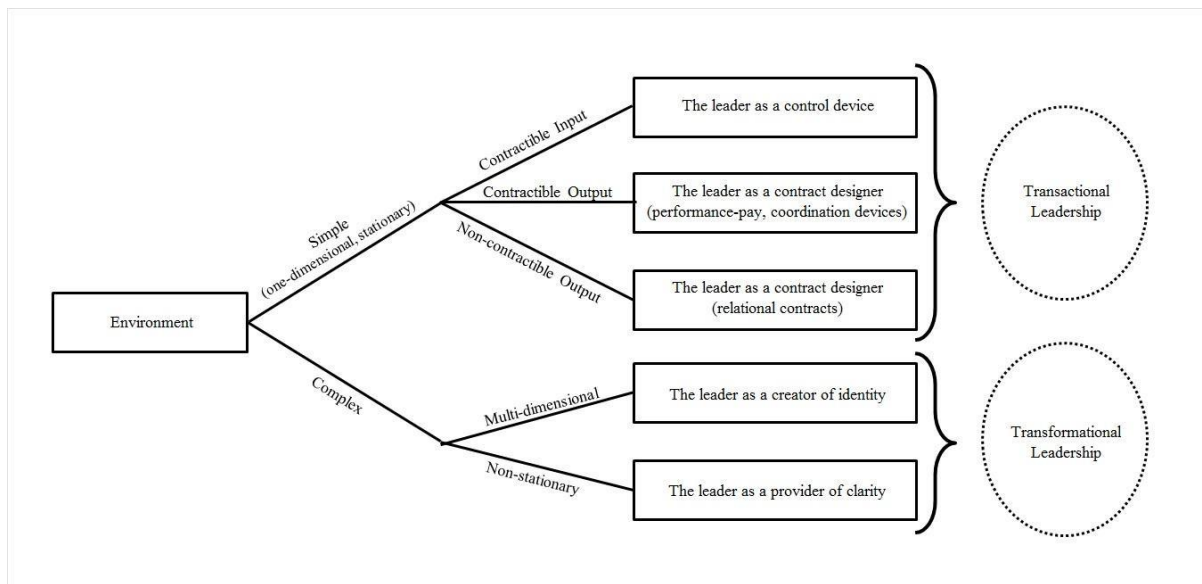 Environment
Simple
(one-dimensional, stationary)
Complex
Contractible Input
Contractible Output
Non-contractible Output
Multi-dimensional
Non-stationary
The leader as a control device
The leader as a contract designer
(performance-pay, coordination devices)
The leader as a contract designer
(relational contracts)
The leader as a creator of identity
The leader as a provider of clarity
Transactional
Leadership
Transformational
Leadership